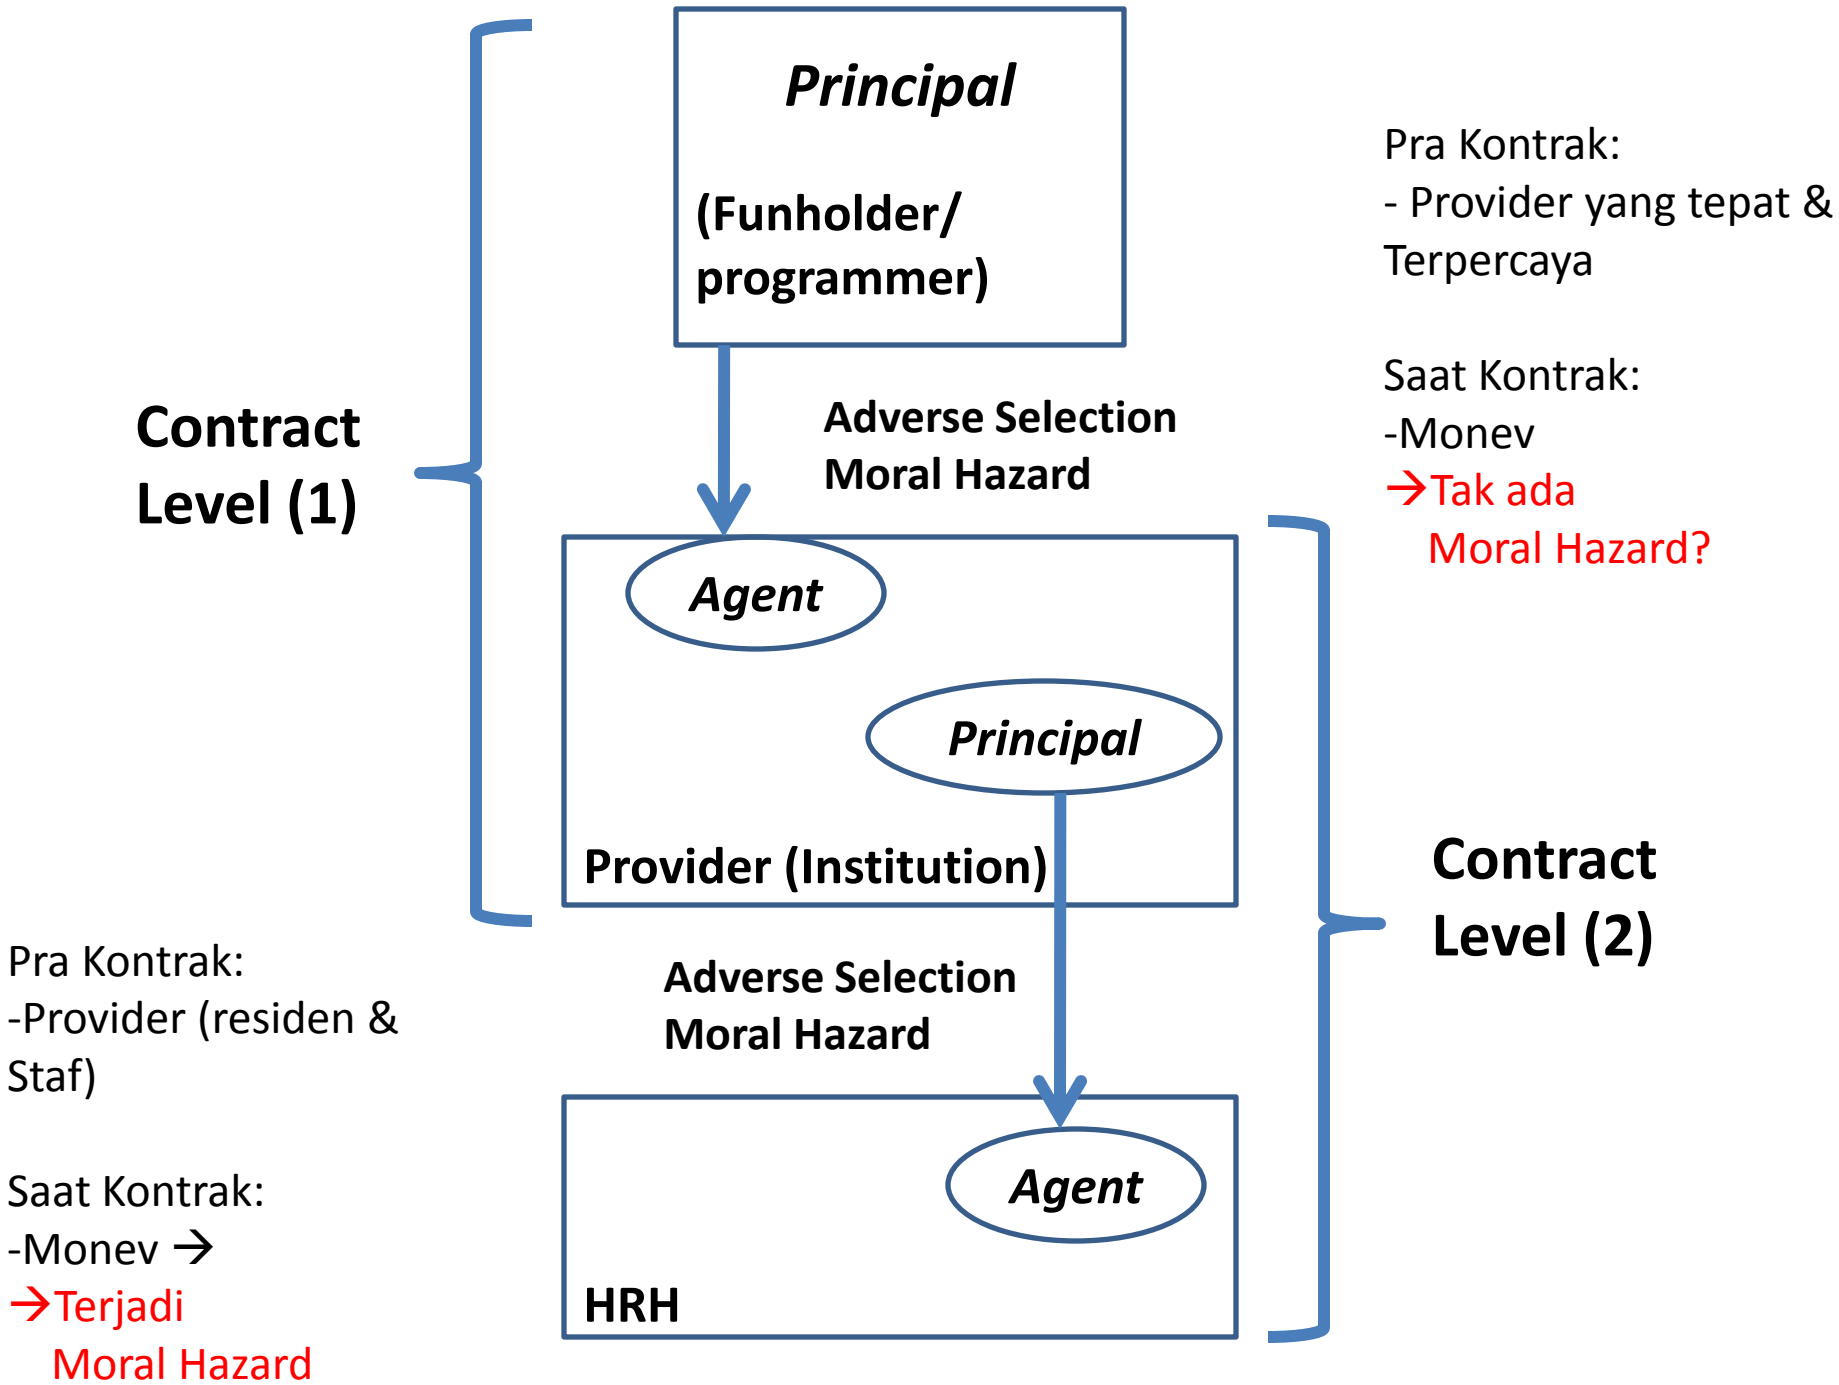 Principal
(Funholder/
programmer)
Pra Kontrak:
- Provider yang tepat &
Terpercaya
Saat Kontrak:
-Monev
→Tak ada
Moral Hazard?
Contract
Level (1)
Adverse Selection
Moral Hazard
Agent
Principal
Provider (Institution)
Contract
Level (2)
Pra Kontrak:
-Provider (residen &
Staf)
Saat Kontrak:
-Monev →
→Terjadi
Moral Hazard
Adverse Selection
Moral Hazard
Agent
HRH